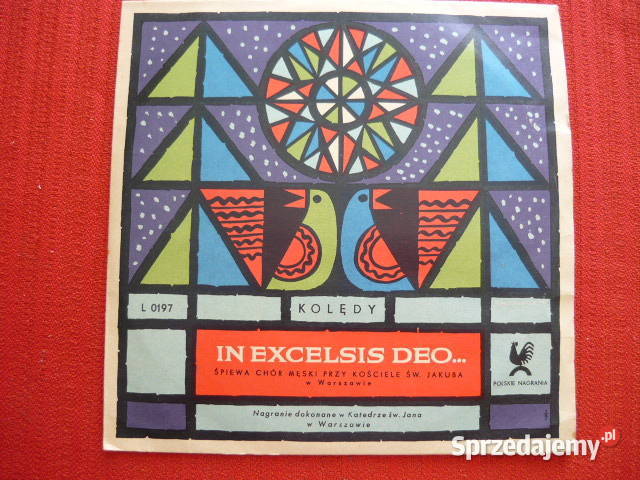 L 0197
KOLĘDY
IN EXCELSIS DEO...
ŚPIEWA CHÓR MĘSKI PRZY KOŚCIELE ŚW. JAKUBA
w Warszawie
POLSKIE NAGRANIA
Nagranie dokonane w Katedrze św. Jana
w Warszawie
Sprzedajemy.pl